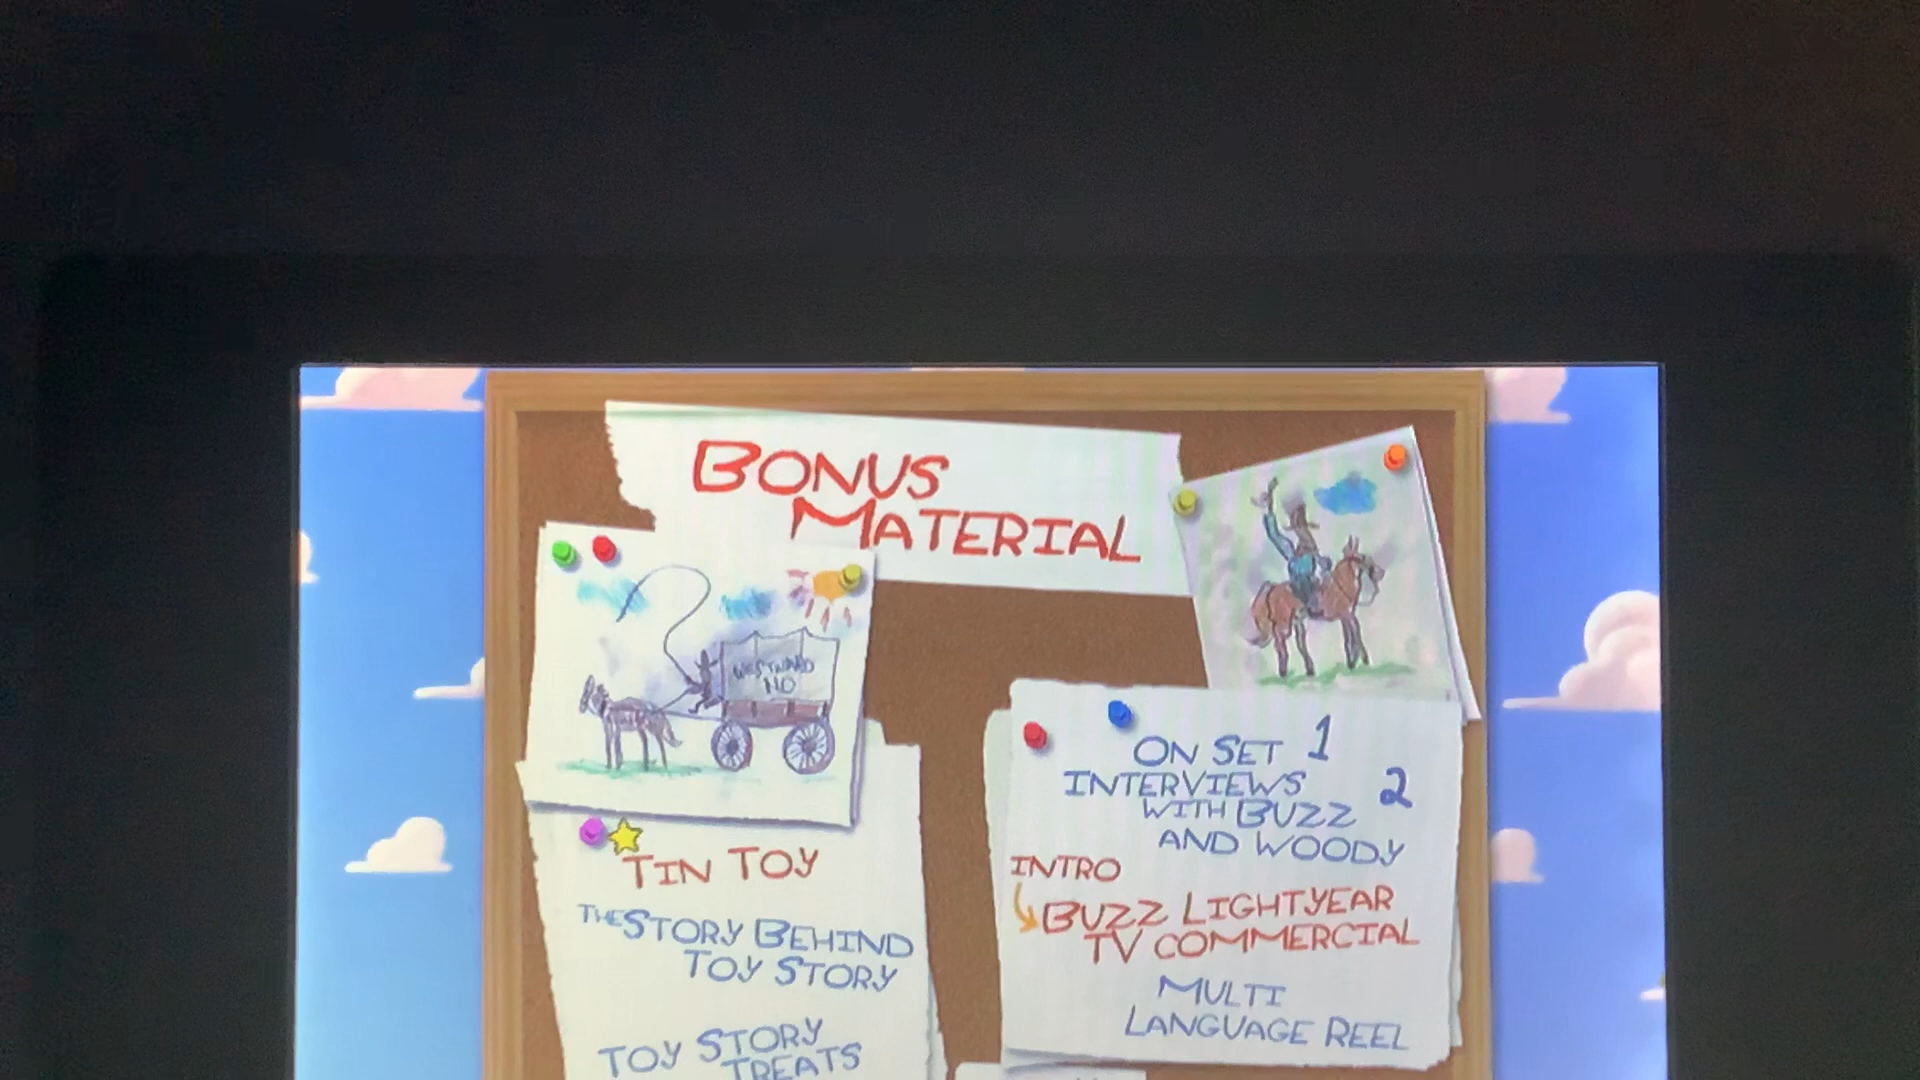 BONUS
MATERIAL
WESTWARD
HO
TIN TOY
THE STORY BEHIND
TOY STORY
TOY STORY
TREATS
ON SET 1
INTERVIEWS 2
WITH BUZZ
AND WOODY
INTRO
BUZZ LIGHTYEAR
TV COMMERCIAL
MULTI
LANGUAGE REEL